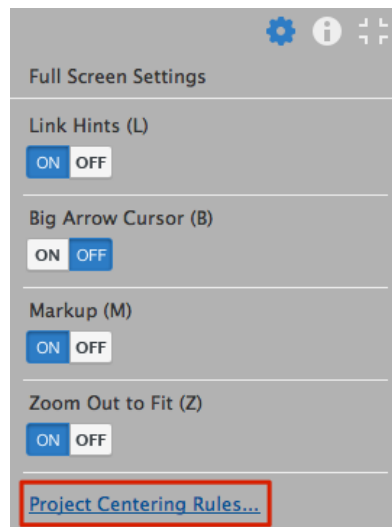 Full Screen Settings
Link Hints (L)
ON OFF
Big Arrow Cursor (B)
ON OFF
Markup (M)
ON OFF
Zoom Out to Fit (Z)
ON OFF
Project Centering Rules...